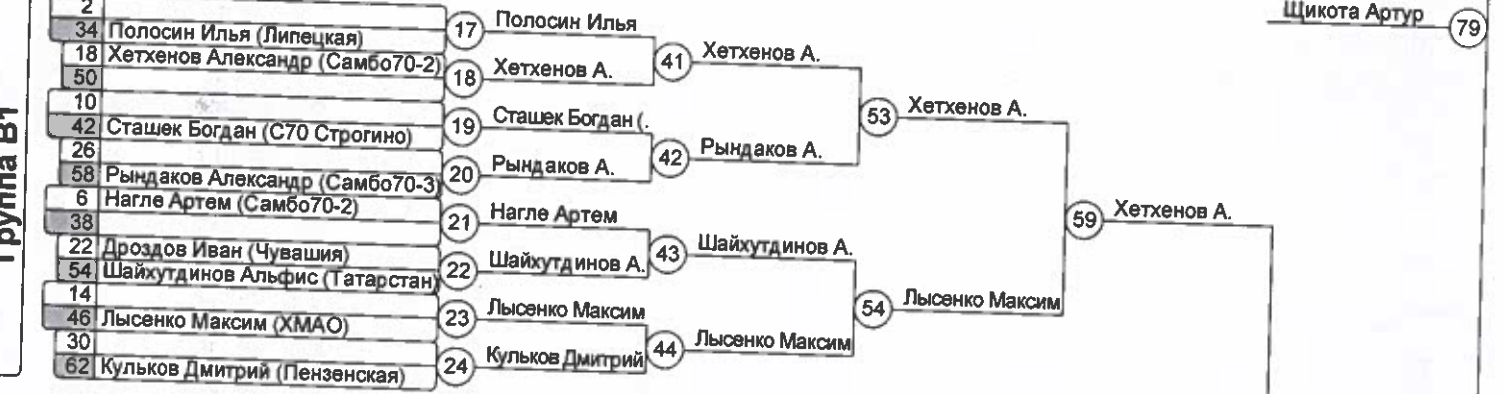 Группа В1
2
34 Полосин Илья (Липецкая)
18 Хетхенов Александр (Самбо70-2)
50
10
42 Сташек Богдан (С70 Строгино)
26
58 Рындаков Александр (Самбо70-3)
6 Нагле Артем (Самбо70-2)
38
22 Дроздов Иван (Чувашия)
54 Шайхутдинов Альфис (Татарстан)
14
46 Лысенко Максим (ХМАО)
30
62 Кульков Дмитрий (Пензенская)
17 Полосин Илья
18 Хетхенов А.
19 Сташек Богдан (.
20 Рындаков А.
21 Нагле Артем
22 Шайхутдинов А.
23 Лысенко Максим
24 Кульков Дмитрий
41 Хетхенов А.
42 Рындаков А.
43 Шайхутдинов А.
44 Лысенко Максим
53 Хетхенов А.
54 Лысенко Максим
59 Хетхенов А.
Щикота Артур
79